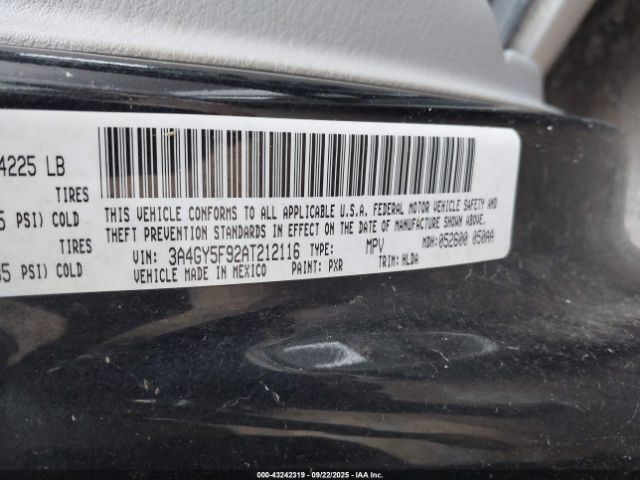 4225 LB
TIRES
5 PSI) COLD
TIRES
35 PSI) COLD
THIS VEHICLE CONFORMS TO ALL APPLICABLE U.S.A. FEDERAL MOTOR VEHICLE SAFETY AND
THEFT PREVENTION STANDARDS IN EFFECT ON THE DATE OF MANUFACTURE SHOWN ABOVE.
VIN: 3A4GY5F92AT212116 TYPE: MPV MDH:052600 050AA
VEHICLE MADE IN MEXICO PAINT: PXR TRIM: HLDA
000-43242319 - 09/22/2025 - IAA Inc.